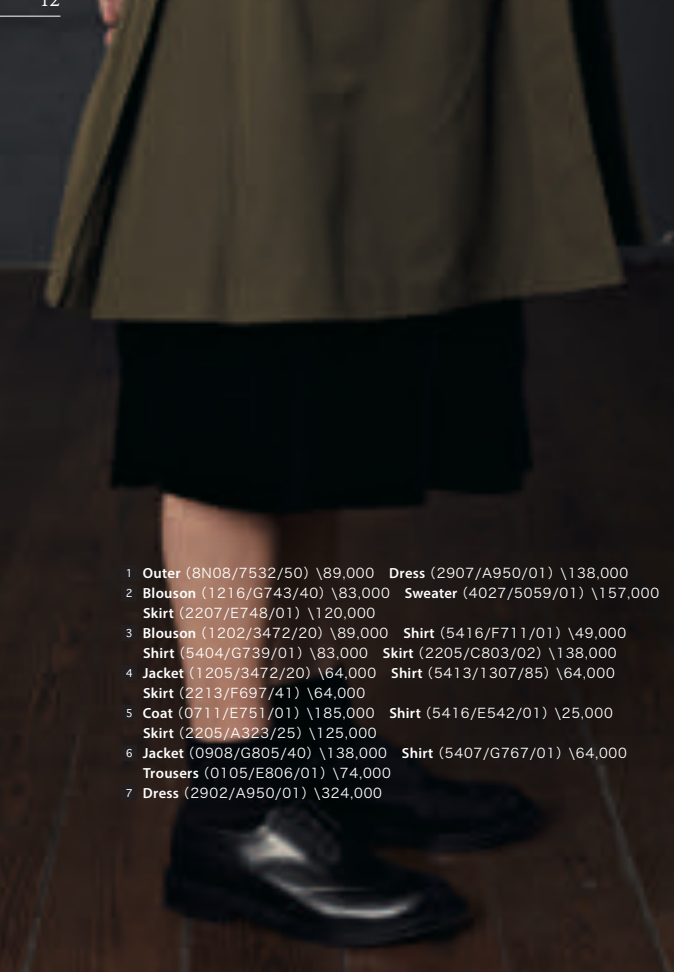 12
1 Outer (8N08/7532/50) \89,000 Dress (2907/A950/01) \138,000
2 Blouson (1216/G743/40) \83,000 Sweater (4027/5059/01) \157,000
Skirt (2207/E748/01) \120,000
3 Blouson (1202/3472/20) \89,000 Shirt (5416/F711/01) \49,000
Shirt (5404/G739/01) \83,000 Skirt (2205/C803/02) \138,000
4 Jacket (1205/3472/20) \64,000 Shirt (5413/1307/85) \64,000
Skirt (2213/F697/41) \64,000
5 Coat (0711/E751/01) \185,000 Shirt (5416/E542/01) \25,000
Skirt (2205/A323/25) \125,000
6 Jacket (0908/G805/40) \138,000 Shirt (5407/G767/01) \64,000
Trousers (0105/E806/01) \74,000
7 Dress (2902/A950/01) \324,000